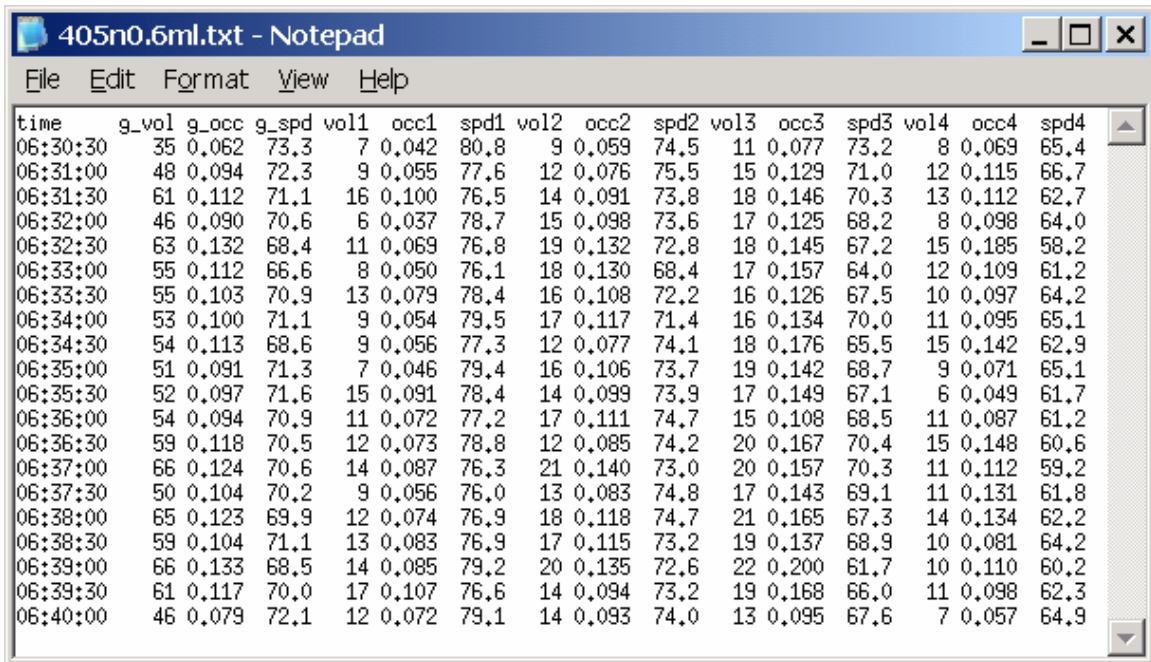 405n0.6ml.txt - Notepad
File Edit Format View Help
time g_vol g_occ g_spd vol1 occ1 spd1 vol2 occ2 spd2 vol3 occ3 spd3 vol4 occ4 spd4
06:30:30 35 0.062 73.3 7 0.042 80.8 9 0.059 74.5 11 0.077 73.2 8 0.069 65.4
06:31:00 48 0.094 72.3 9 0.055 77.6 12 0.076 75.5 15 0.129 71.0 12 0.115 66.7
06:31:30 61 0.112 71.1 16 0.100 76.5 14 0.091 73.8 18 0.146 70.3 13 0.112 62.7
06:32:00 46 0.090 70.6 6 0.037 78.7 15 0.098 73.6 17 0.125 68.2 8 0.098 64.0
06:32:30 63 0.132 68.4 11 0.069 76.8 19 0.132 72.8 18 0.145 67.2 15 0.185 58.2
06:33:00 55 0.112 66.6 8 0.050 76.1 18 0.130 68.4 17 0.157 64.0 12 0.109 61.2
06:33:30 55 0.103 70.9 13 0.079 78.4 16 0.108 72.2 16 0.126 67.5 10 0.097 64.2
06:34:00 53 0.100 71.1 9 0.054 79.5 17 0.117 71.4 16 0.134 70.0 11 0.095 65.1
06:34:30 54 0.113 68.6 9 0.056 77.3 12 0.077 74.1 18 0.176 65.5 15 0.142 62.9
06:35:00 51 0.091 71.3 7 0.046 79.4 16 0.106 73.7 19 0.142 68.7 9 0.071 65.1
06:35:30 52 0.097 71.6 15 0.091 78.4 14 0.099 73.9 17 0.149 67.1 6 0.049 61.7
06:36:00 54 0.094 70.9 11 0.072 77.2 17 0.111 74.7 15 0.108 68.5 11 0.087 61.2
06:36:30 59 0.118 70.5 12 0.073 78.8 12 0.085 74.2 20 0.167 70.4 15 0.148 60.6
06:37:00 66 0.124 70.6 14 0.087 76.3 21 0.140 73.0 20 0.157 70.3 11 0.112 59.2
06:37:30 50 0.104 70.2 9 0.056 76.0 13 0.083 74.8 17 0.143 69.1 11 0.131 61.8
06:38:00 65 0.123 69.9 12 0.074 76.9 18 0.118 74.7 21 0.165 67.3 14 0.134 62.2
06:38:30 59 0.104 71.1 13 0.083 76.9 17 0.115 73.2 19 0.137 68.9 10 0.081 64.2
06:39:00 66 0.133 68.5 14 0.085 79.2 20 0.135 72.6 22 0.200 61.7 10 0.110 60.2
06:39:30 61 0.117 70.0 17 0.107 76.6 14 0.094 73.2 19 0.168 66.0 11 0.098 62.3
06:40:00 46 0.079 72.1 12 0.072 79.1 14 0.093 74.0 13 0.095 67.6 7 0.057 64.9